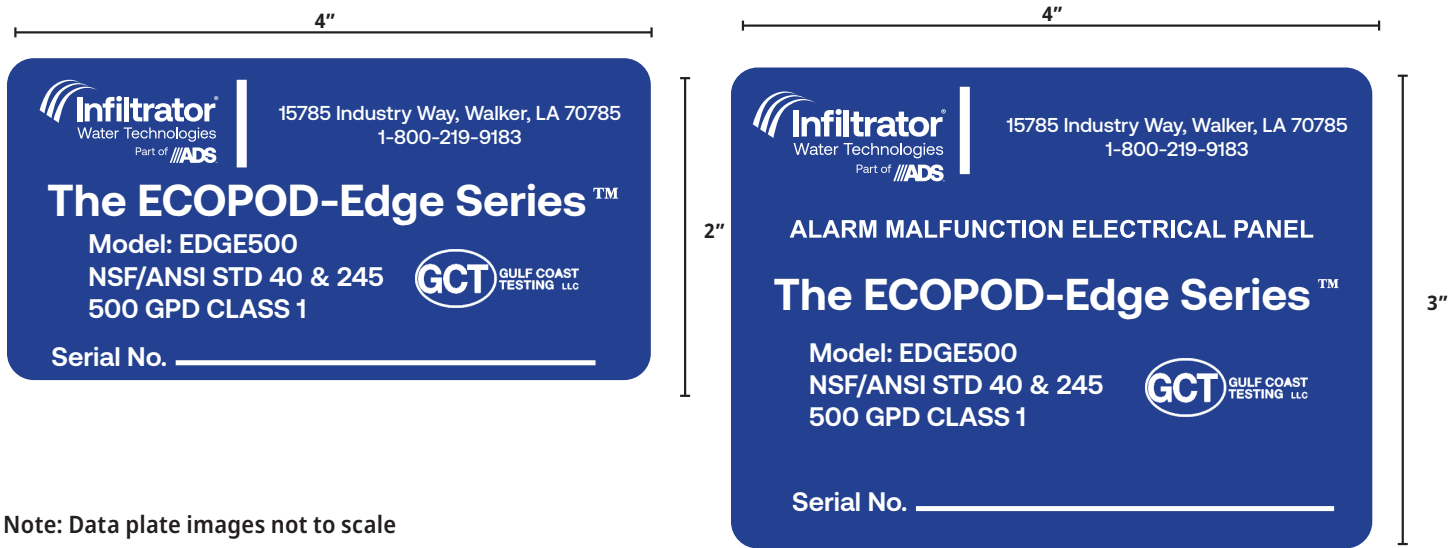 4”
Infiltrator®
Water Technologies
Part of ADS
15785 Industry Way, Walker, LA 70785
1-800-219-9183
The ECOPOD-Edge Series ™
Model: EDGE500
NSF/ANSI STD 40 & 245
500 GPD CLASS 1
GCT GULF COAST
TESTING LLC
Serial No.
2”
4”
Infiltrator®
Water Technologies
Part of ADS
15785 Industry Way, Walker, LA 70785
1-800-219-9183
ALARM MALFUNCTION ELECTRICAL PANEL
The ECOPOD-Edge Series ™
Model: EDGE500
NSF/ANSI STD 40 & 245
500 GPD CLASS 1
GCT GULF COAST
TESTING LLC
Serial No.
3”
Note: Data plate images not to scale